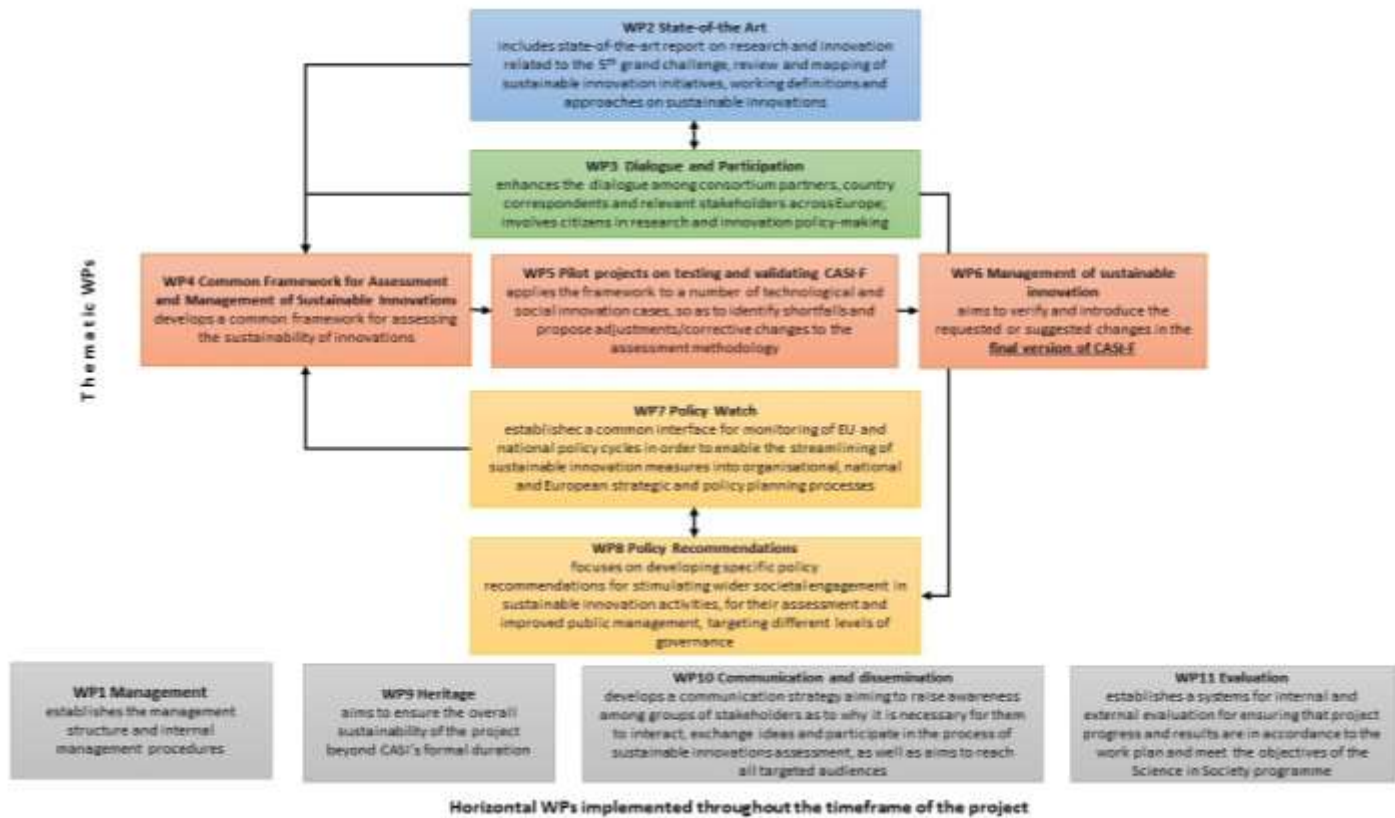 WP2 State-of-the Art
includes state-of-the-art report on research and innovation
related to the 5th grand challenge, review and mapping of
sustainable innovation initiatives, working definitions and
approaches on sustainable innovations
WP3 Dialogue and Participation
enhances the dialogue among consortium partners, country
correspondents and relevant stakeholders across Europe;
involves citizens in research and innovation policy-making
Thematic WPs
WP4 Common Framework for Assessment
and Management of Sustainable Innovations
develops a common framework for assessing
the sustainability of innovations
WP5 Pilot projects on testing and validating CASI-F
applies the framework to a number of technological and
social innovation cases, so as to identify shortfalls and
propose adjustments/corrective changes to the
assessment methodology
WP6 Management of sustainable
innovation
aims to verify and introduce the
requested or suggested changes in the
final version of CASI-F
WP7 Policy Watch
establishes a common interface for monitoring of EU and
national policy cycles in order to enable the streamlining of
sustainable innovation measures into organisational, national
and European strategic and policy planning processes
WP8 Policy Recommendations
focuses on developing specific policy
recommendations for stimulating wider societal engagement in
sustainable innovation activities, for their assessment and
improved public management, targeting different levels of
governance
WP1 Management
establishes the management
structure and internal
management procedures
WP9 Heritage
aims to ensure the overall
sustainability of the project
beyond CASI's formal duration
WP10 Communication and dissemination
develops a communication strategy aiming to raise awareness
among groups of stakeholders as to why it is necessary for them
to interact, exchange ideas and participate in the process of
sustainable innovations assessment, as well as aims to reach
all targeted audiences
WP11 Evaluation
establishes a systems for internal and
external evaluation for ensuring that project
progress and results are in accordance to the
work plan and meet the objectives of the
Science in Society programme
Horizontal WPs implemented throughout the timeframe of the project